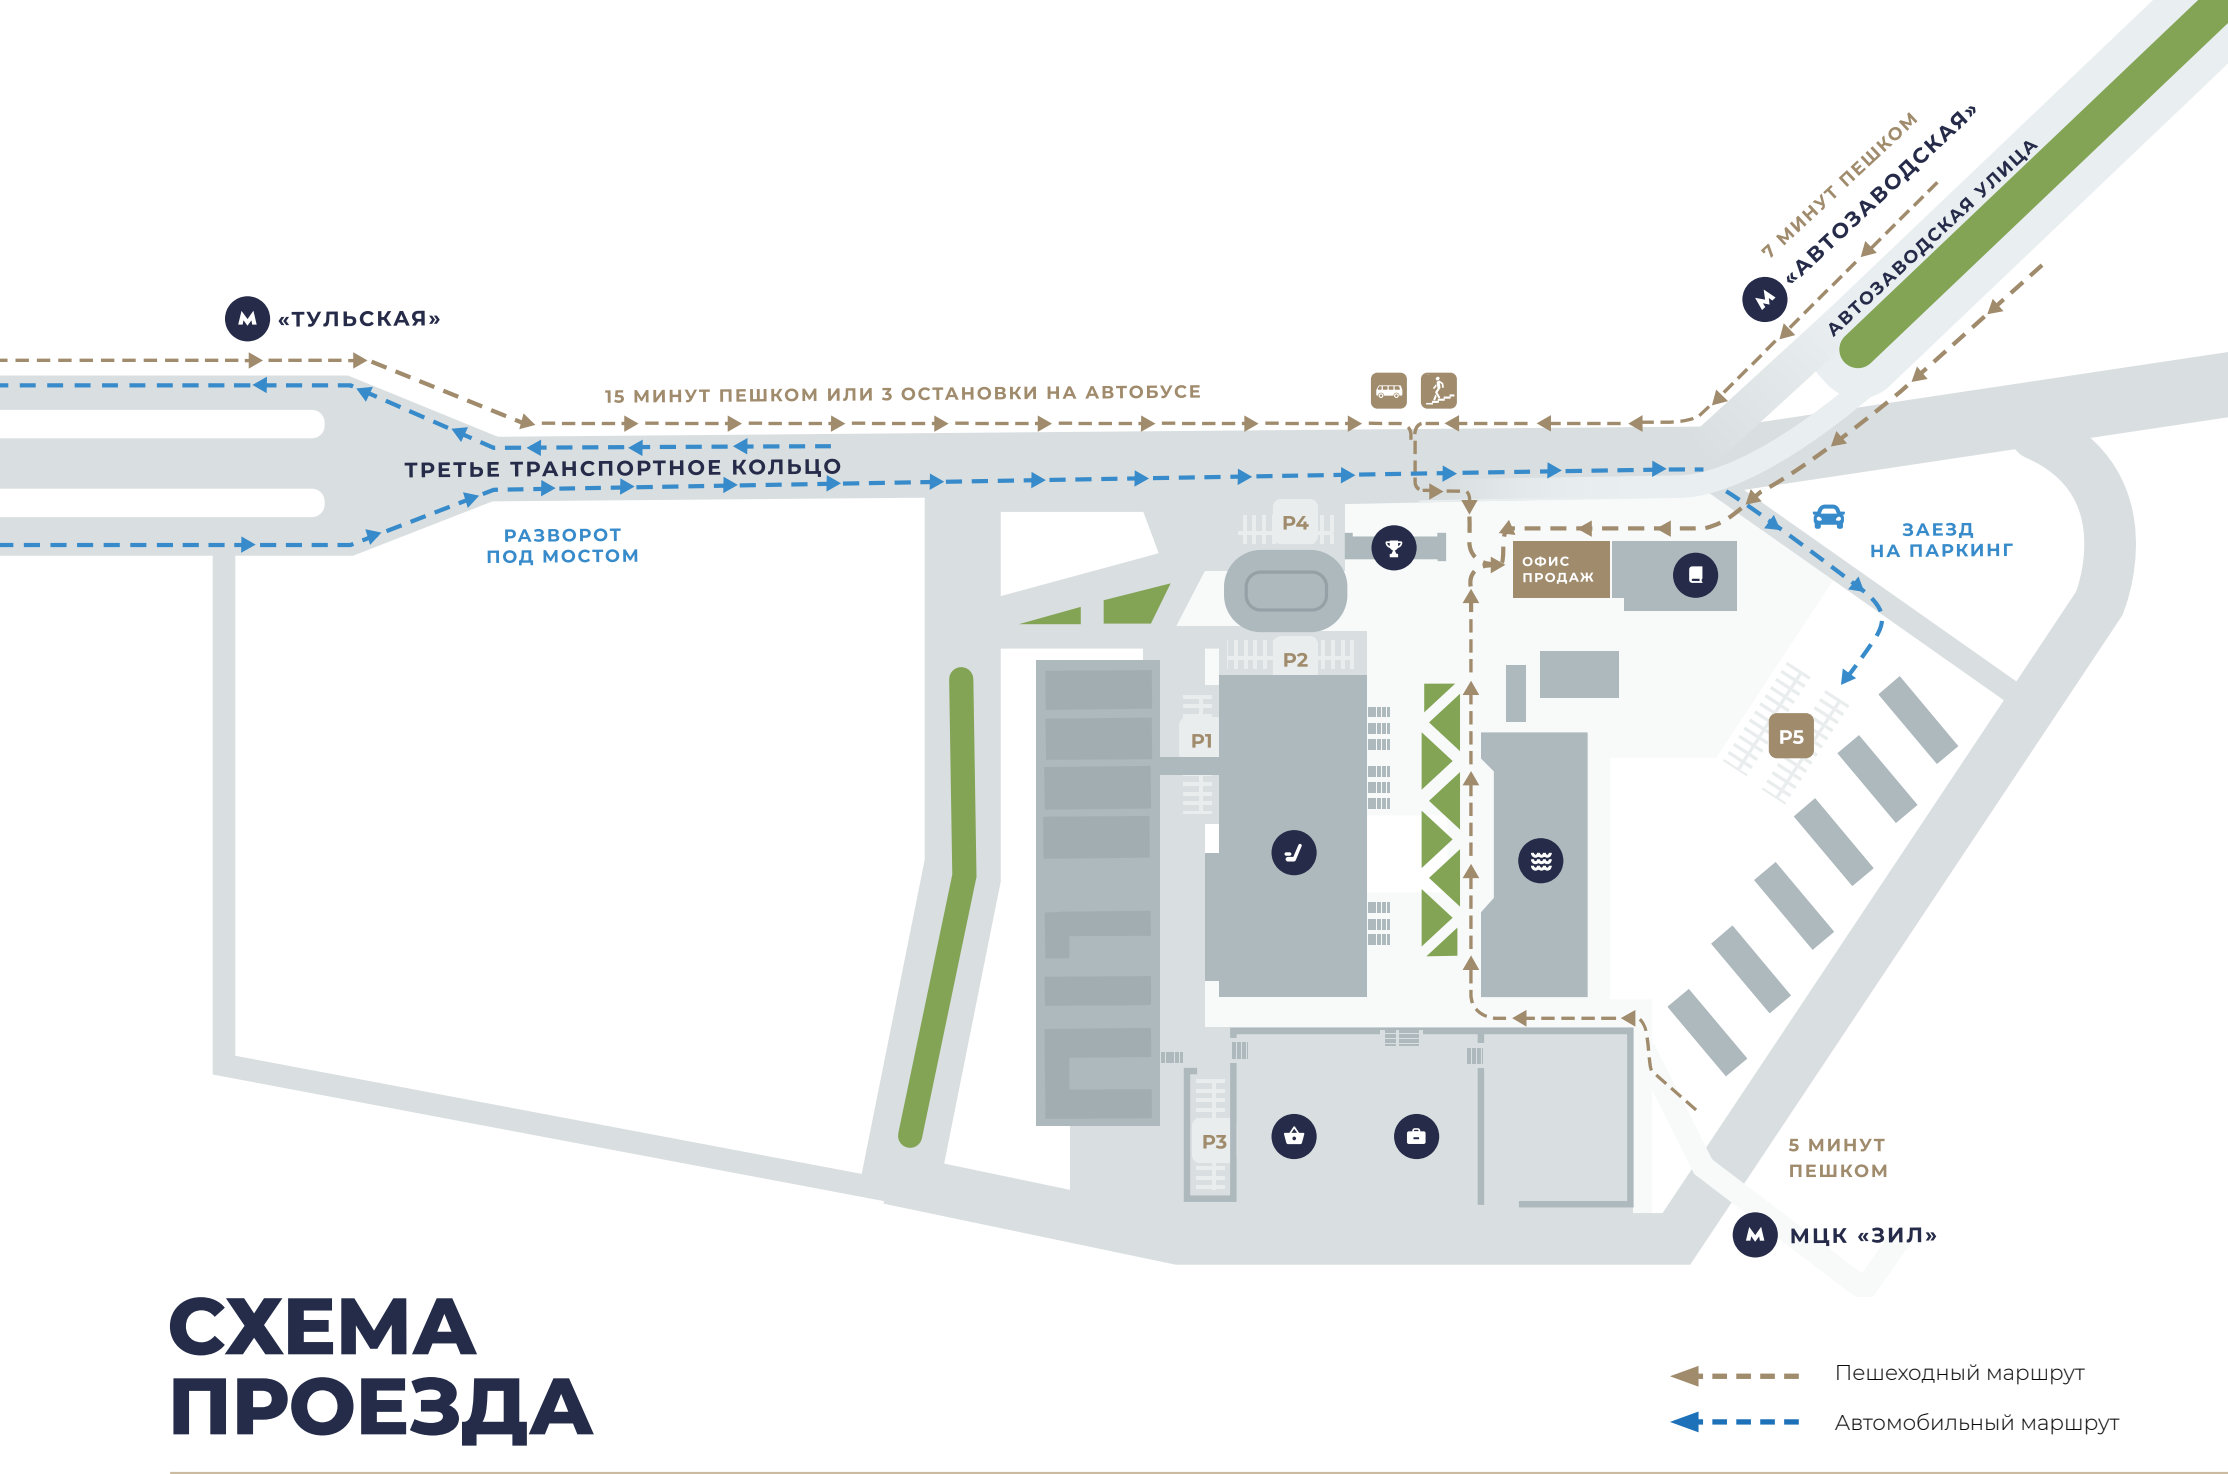 7 МИНУТ ПЕШКОМ
«АВТОЗАВОДСКАЯ»
АВТОЗАВОДСКАЯ УЛИЦА
«ТУЛЬСКАЯ»
15 МИНУТ ПЕШКОМ ИЛИ 3 ОСТАНОВКИ НА АВТОБУСЕ
ТРЕТЬЕ ТРАНСПОРТНОЕ КОЛЬЦО
РАЗВОРОТ
ПОД МОСТОМ
P4
ЗАЕЗД
НА ПАРКИНГ
ОФИС
ПРОДАЖ
P2
P1
P5
P3
5 МИНУТ
ПЕШКОМ
МЦК «ЗИЛ»
СХЕМА
ПРОЕЗДА
Пешеходный маршрут
Автомобильный маршрут